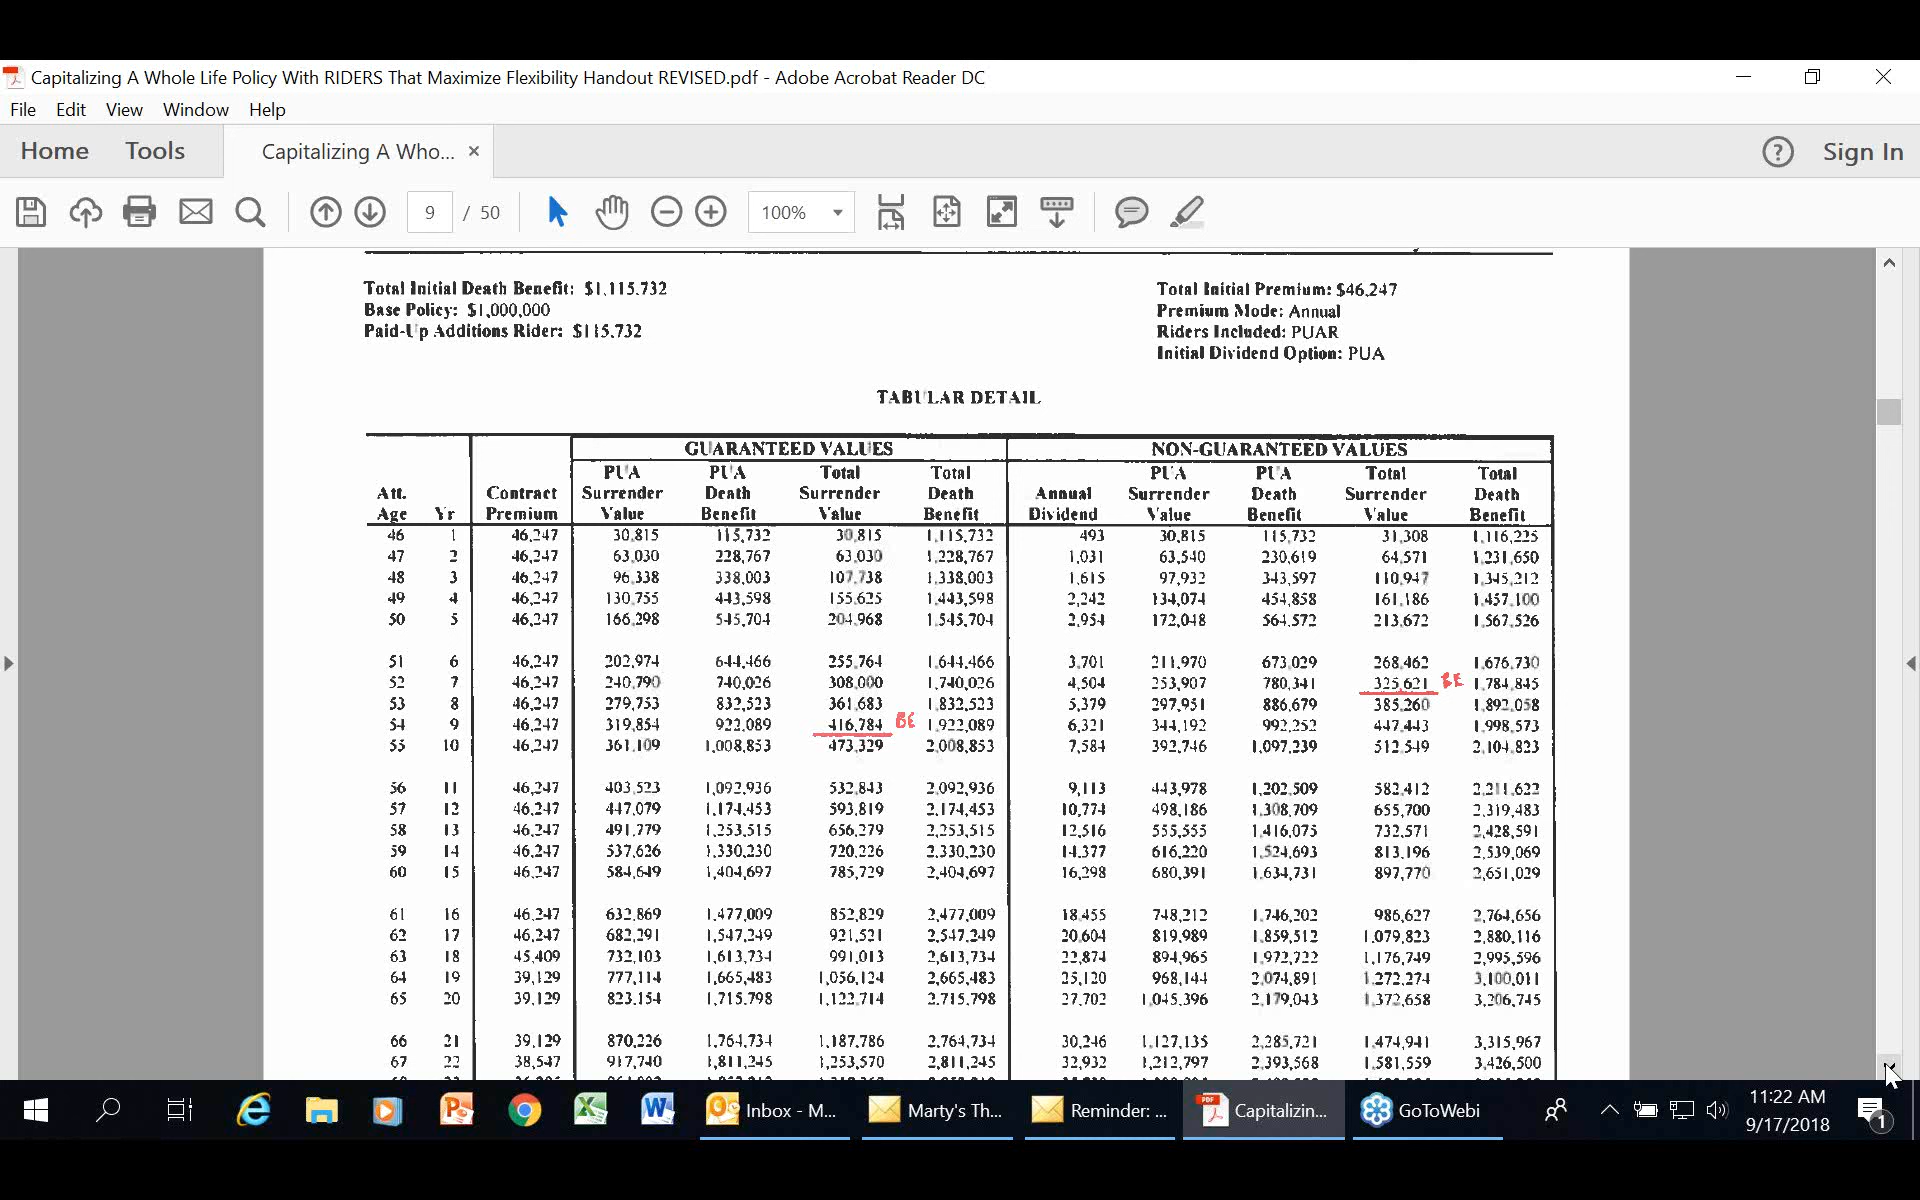 Capitalizing A Whole Life Policy With RIDERS That Maximize Flexibility Handout REVISED.pdf - Adobe Acrobat Reader DC
File Edit View Window Help
Home Tools Capitalizing A Who... × ? Sign In
9 / 50 100%
Total Initial Death Benefit: $1,115,732 Total Initial Premium: $46,247
Base Policy: $1,000,000 Premium Mode: Annual
Paid-Up Additions Rider: $115,732 Riders Included: PUAR
Initial Dividend Option: PUA
TABULAR DETAIL
GUARANTEED VALUES NON-GUARANTEED VALUES
PUA PUA Total Total PUA PUA Total Total
Att. Contract Surrender Death Surrender Death Annual Surrender Death Surrender Death
Age Yr Premium Value Benefit Value Benefit Dividend Value Benefit Value Benefit
46 1 46,247 30,815 115,732 30,815 1,115,732 493 30,815 115,732 31,308 1,116,225
47 2 46,247 63,030 228,767 63,030 1,228,767 1,031 63,540 230,619 64,571 1,231,650
48 3 46,247 96,338 338,003 107,738 1,338,003 1,615 97,932 343,597 110,947 1,345,212
49 4 46,247 130,755 443,598 155,625 1,443,598 2,242 134,074 454,858 161,186 1,457,100
50 5 46,247 166,298 545,704 204,968 1,545,704 2,954 172,048 564,572 213,672 1,567,526
51 6 46,247 202,974 644,466 255,764 1,644,466 3,701 211,970 673,029 268,462 1,676,730
52 7 46,247 240,790 740,026 308,000 1,740,026 4,504 253,907 780,341 325,621 BE 1,784,845
53 8 46,247 279,753 832,523 361,683 1,832,523 5,379 297,951 886,679 385,260 1,892,058
54 9 46,247 319,854 922,089 416,784 BE 1,922,089 6,321 344,192 992,252 447,443 1,998,573
55 10 46,247 361,109 1,008,853 473,329 2,008,853 7,584 392,746 1,097,239 512,549 2,104,823
56 11 46,247 403,523 1,092,936 532,843 2,092,936 9,113 443,978 1,202,509 582,412 2,211,622
57 12 46,247 447,079 1,174,453 593,819 2,174,453 10,774 498,186 1,308,709 655,700 2,319,483
58 13 46,247 491,779 1,253,515 656,279 2,253,515 12,516 555,555 1,416,075 732,571 2,428,591
59 14 46,247 537,626 1,330,230 720,226 2,330,230 14,377 616,220 1,524,693 813,196 2,539,069
60 15 46,247 584,649 1,404,697 785,729 2,404,697 16,298 680,391 1,634,731 897,770 2,651,029
61 16 46,247 632,869 1,477,009 852,829 2,477,009 18,455 748,212 1,746,202 986,627 2,764,656
62 17 46,247 682,291 1,547,249 921,521 2,547,249 20,604 819,989 1,859,512 1,079,823 2,880,116
63 18 45,409 732,103 1,613,734 991,013 2,613,734 22,874 894,965 1,972,722 1,176,749 2,995,596
64 19 39,129 777,114 1,665,483 1,056,124 2,665,483 25,120 968,144 2,074,891 1,272,274 3,100,011
65 20 39,129 823,154 1,715,798 1,122,714 2,715,798 27,702 1,045,396 2,179,043 1,372,658 3,206,745
66 21 39,129 870,226 1,764,734 1,187,786 2,764,734 30,246 1,127,135 2,285,721 1,474,941 3,315,967
67 22 38,547 917,740 1,811,245 1,253,570 2,811,245 32,932 1,212,797 2,393,568 1,581,559 3,426,500
Inbox - M... Marty's Th... Reminder: ... Capitalizin... GoToWebi 11:22 AM
9/17/2018 1